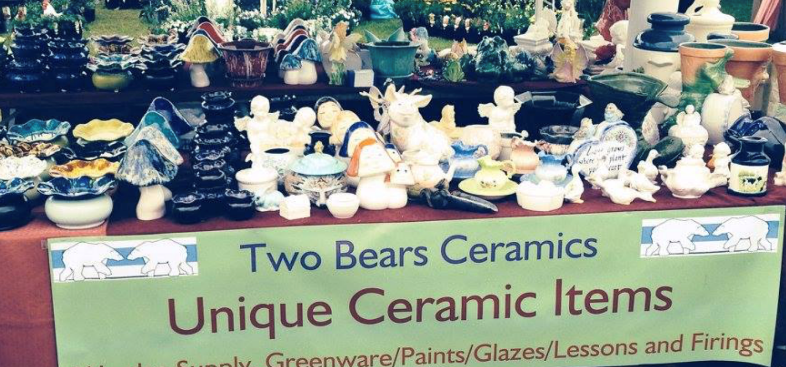 Two Bears Ceramics
Unique Ceramic Items
Supply Greenware/Paints/Glazes/Lessons and Firings